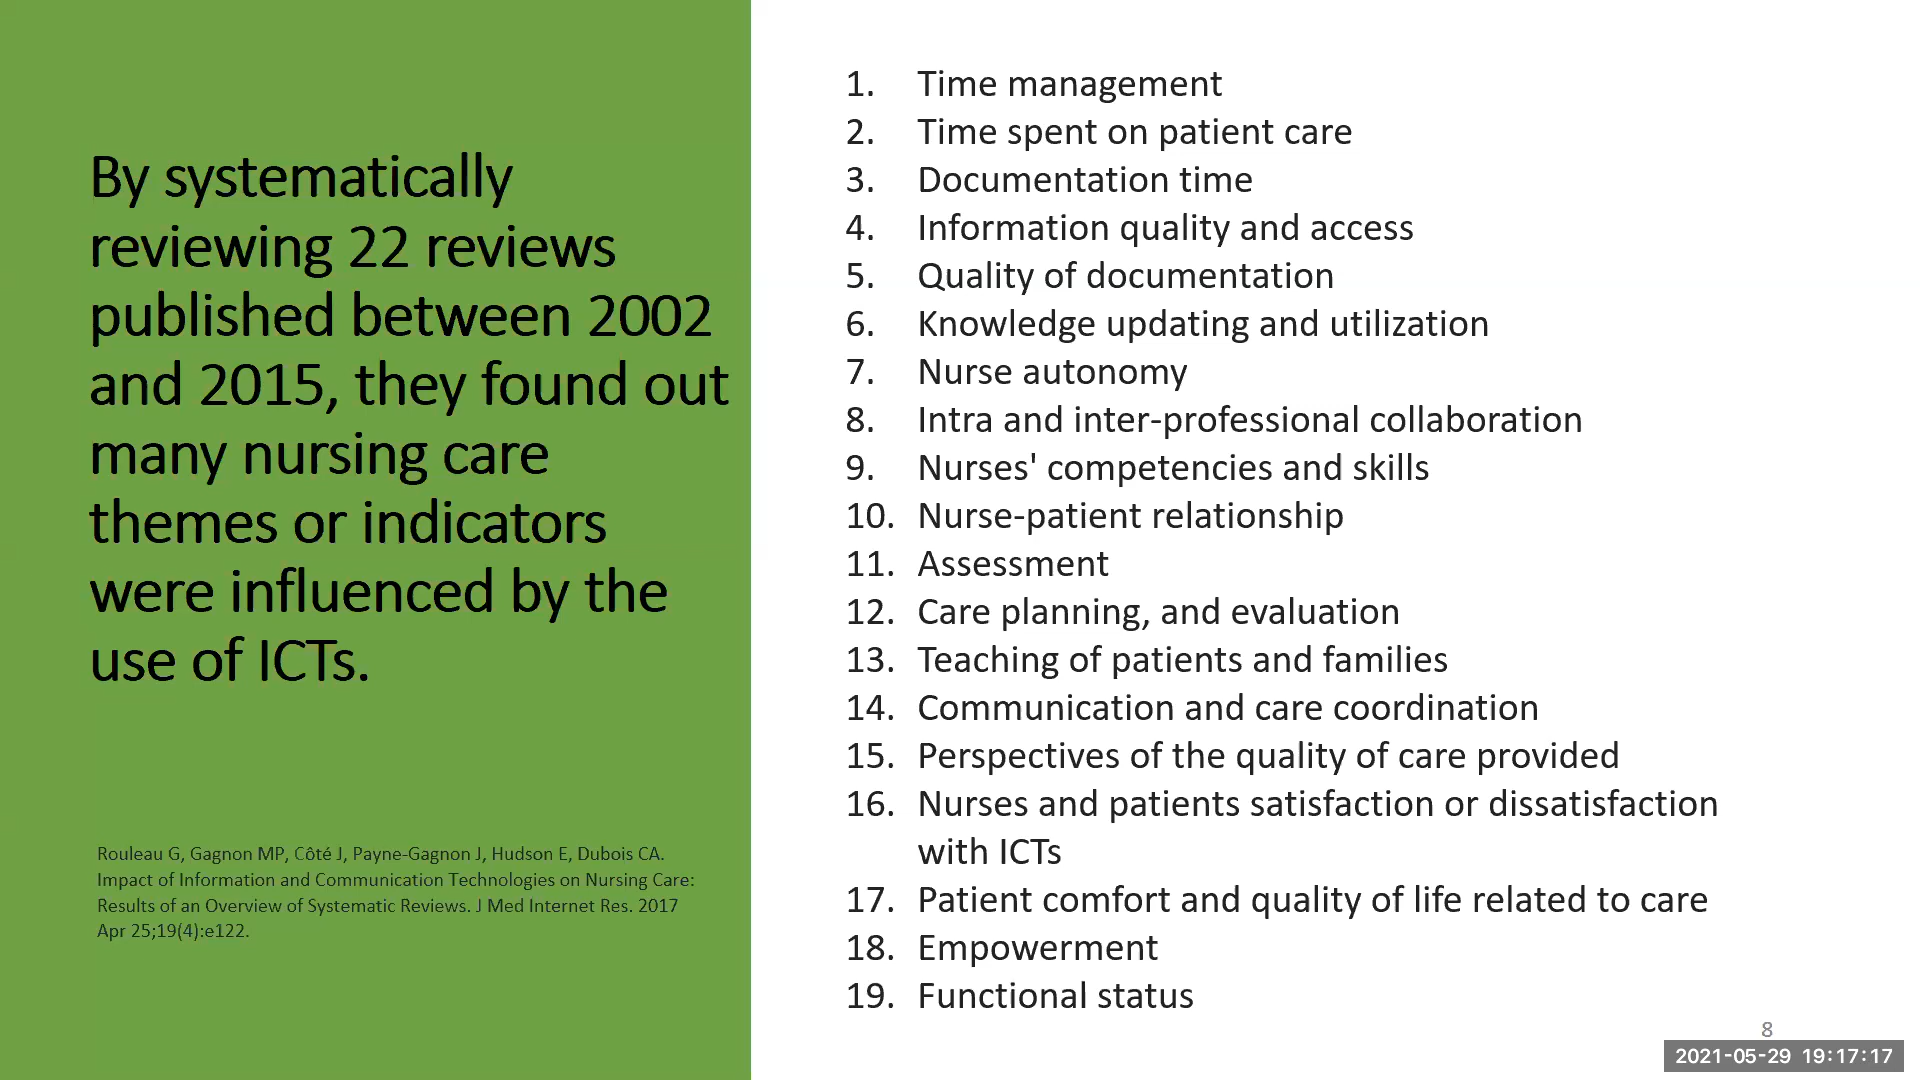 By systematically
reviewing 22 reviews
published between 2002
and 2015, they found out
many nursing care
themes or indicators
were influenced by the
use of ICTs.
Rouleau G, Gagnon MP, Côté J, Payne-Gagnon J, Hudson E, Dubois CA.
Impact of Information and Communication Technologies on Nursing Care:
Results of an Overview of Systematic Reviews. J Med Internet Res. 2017
Apr 25;19(4):e122.
1. Time management
2. Time spent on patient care
3. Documentation time
4. Information quality and access
5. Quality of documentation
6. Knowledge updating and utilization
7. Nurse autonomy
8. Intra and inter-professional collaboration
9. Nurses' competencies and skills
10. Nurse-patient relationship
11. Assessment
12. Care planning, and evaluation
13. Teaching of patients and families
14. Communication and care coordination
15. Perspectives of the quality of care provided
16. Nurses and patients satisfaction or dissatisfaction
with ICTs
17. Patient comfort and quality of life related to care
18. Empowerment
19. Functional status
8
2021-05-29 19:17:17